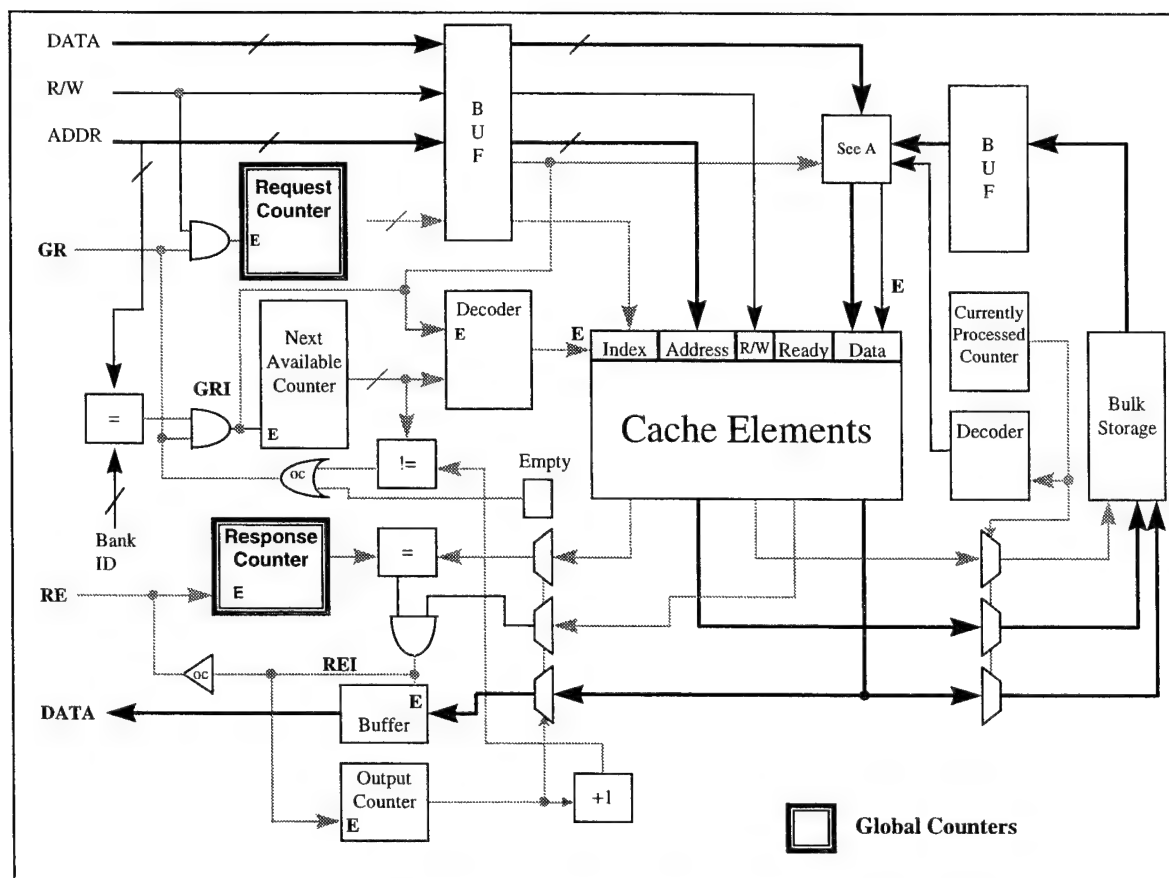 DATA
R/W
ADDR
B
U
F
See A
B
U
F
Request
Counter
E
GR
Decoder
E
Next
Available
Counter
E
GRI
=
Bank
ID
E
Index
Address
R/W
Ready
Data
E
Cache Elements
Currently
Processed
Counter
Decoder
Bulk
Storage
!=
oc
Empty
Response
Counter
E
=
RE
oc
REI
DATA
E
Buffer
Output
Counter
E
+1
Global Counters